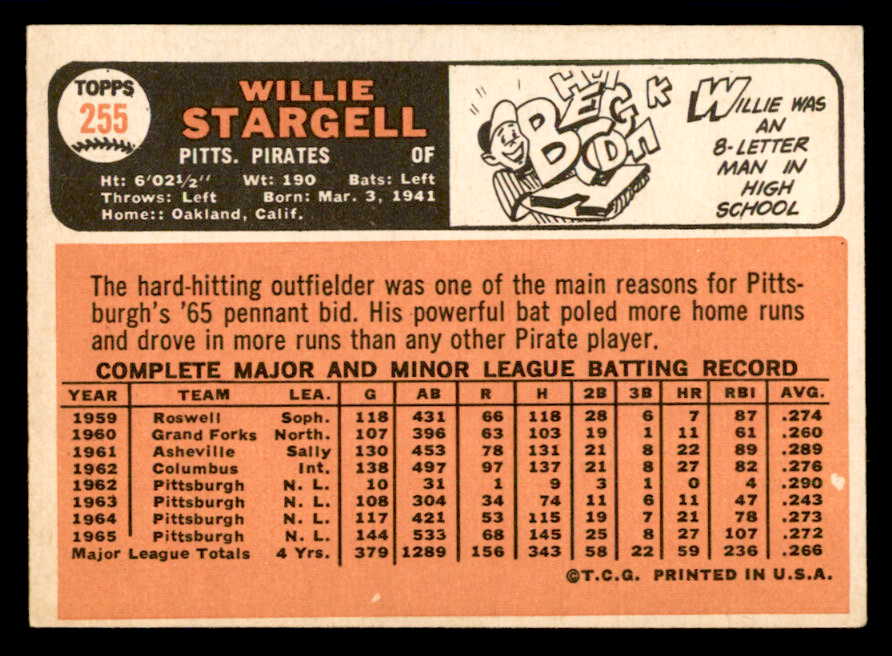 TOPPS
255
WILLIE
STARGELL
PITTS. PIRATES OF
Ht: 6'02½" Wt: 190 Bats: Left
Throws: Left Born: Mar. 3, 1941
Home:: Oakland, Calif.
WILLIE WAS
AN
8-LETTER
MAN IN
HIGH
SCHOOL
The hard-hitting outfielder was one of the main reasons for Pitts-
burgh's '65 pennant bid. His powerful bat poled more home runs
and drove in more runs than any other Pirate player.
COMPLETE MAJOR AND MINOR LEAGUE BATTING RECORD
YEAR TEAM LEA. G AB R H 2B 3B HR RBI AVG.
1959 Roswell Soph. 118 431 66 118 28 6 7 87 .274
1960 Grand Forks North. 107 396 63 103 19 1 11 61 .260
1961 Asheville Sally 130 453 78 131 21 8 22 89 .289
1962 Columbus Int. 138 497 97 137 21 8 27 82 .276
1962 Pittsburgh N. L. 10 31 1 9 3 1 0 4 .290
1963 Pittsburgh N. L. 108 304 34 74 11 6 11 47 .243
1964 Pittsburgh N. L. 117 421 53 115 19 7 21 78 .273
1965 Pittsburgh N. L. 144 533 68 145 25 8 27 107 .272
Major League Totals 4 Yrs. 379 1289 156 343 58 22 59 236 .266
©T.C.G. PRINTED IN U.S.A.